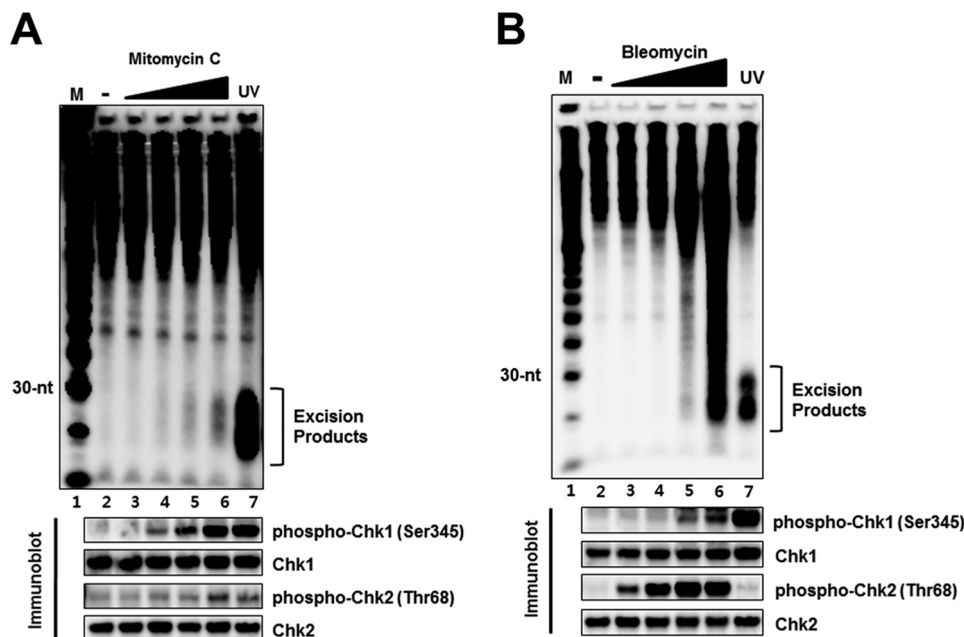 A
Mitomycin C
M - UV
30-nt
Excision
Products
1 2 3 4 5 6 7
Immunoblot
phospho-Chk1 (Ser345)
Chk1
phospho-Chk2 (Thr68)
Chk2
B
Bleomycin
M - UV
30-nt
Excision
Products
1 2 3 4 5 6 7
Immunoblot
phospho-Chk1 (Ser345)
Chk1
phospho-Chk2 (Thr68)
Chk2